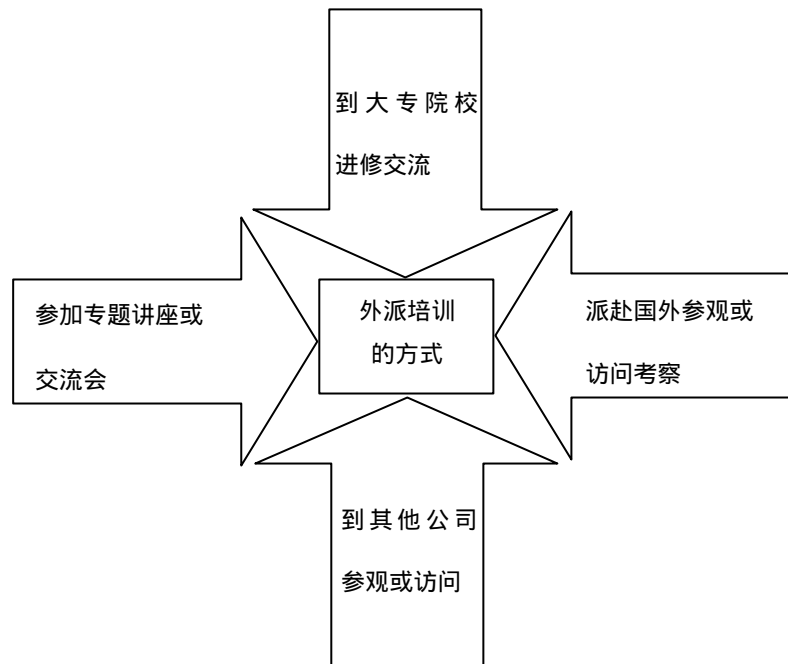 到大专院校
进修交流
参加专题讲座或
交流会
外派培训
的方式
派赴国外参观或
访问考察
到其他公司
参观或访问